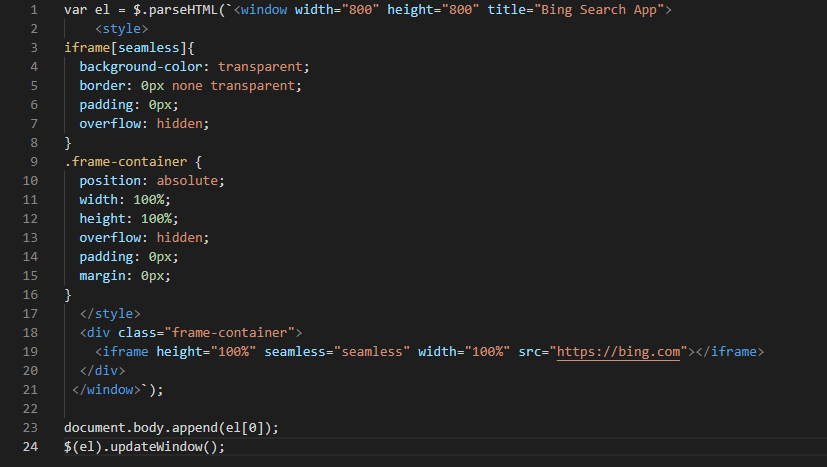 1 var el = $.parseHTML(`<window width="800" height="800" title="Bing Search App">
2     <style>
3 iframe[seamless]{
4   background-color: transparent;
5   border: 0px none transparent;
6   padding: 0px;
7   overflow: hidden;
8 }
9 .frame-container {
10   position: absolute;
11   width: 100%;
12   height: 100%;
13   overflow: hidden;
14   padding: 0px;
15   margin: 0px;
16 }
17   </style>
18   <div class="frame-container">
19     <iframe height="100%" seamless="seamless" width="100%" src="https://bing.com"></iframe>
20   </div>
21  </window>`);
22
23 document.body.append(el[0]);
24 $(el).updateWindow();